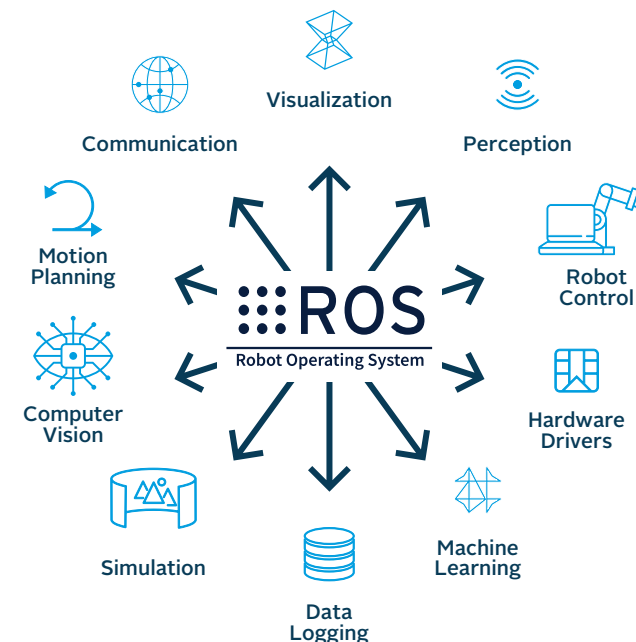 Visualization
Communication
Perception
Motion
Planning
Robot
Control
ROS
Robot Operating System
Computer
Vision
Hardware
Drivers
Simulation
Machine
Learning
Data
Logging